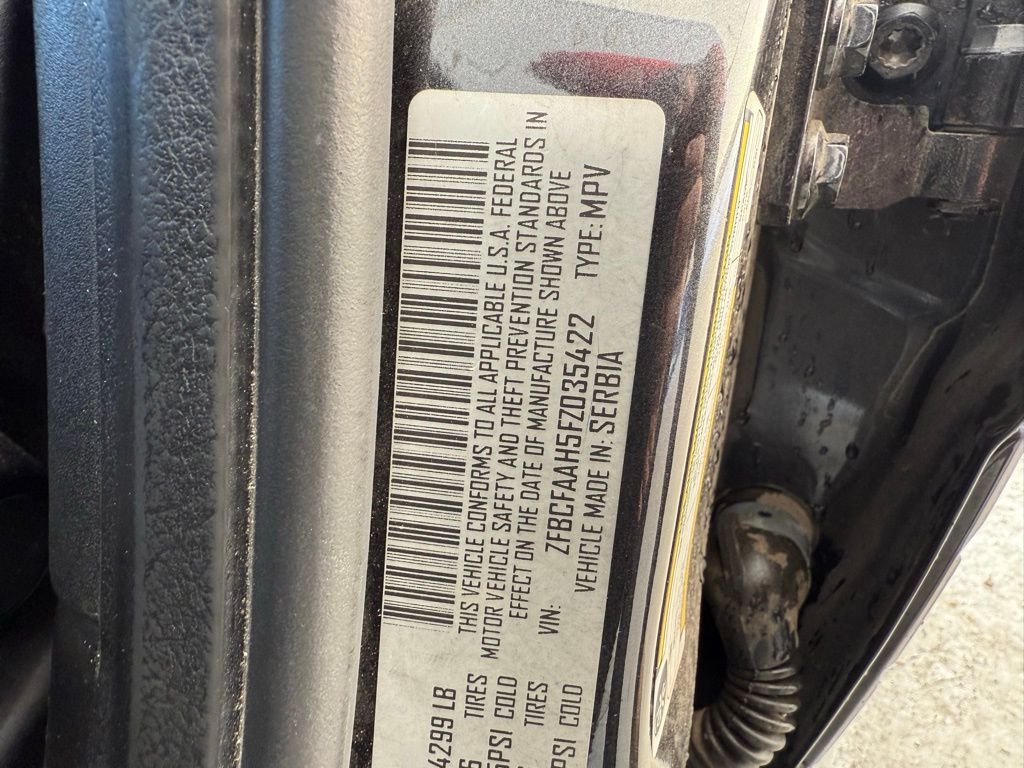 4299 LB
TIRES
PSI COLD
TIRES
PSI COLD
THIS VEHICLE CONFORMS TO ALL APPLICABLE U.S.A. FEDERAL
MOTOR VEHICLE SAFETY AND THEFT PREVENTION STANDARDS IN
EFFECT ON THE DATE OF MANUFACTURE SHOWN ABOVE
VIN: ZFBCFAAH5FZ035422 TYPE: MPV
VEHICLE MADE IN: SERBIA